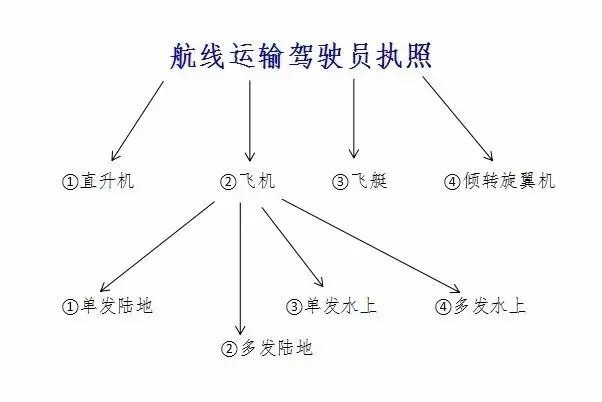 航线运输驾驶员执照
①直升机 ②飞机 ③飞艇 ④倾转旋翼机
①单发陆地 ③单发水上 ④多发水上
②多发陆地